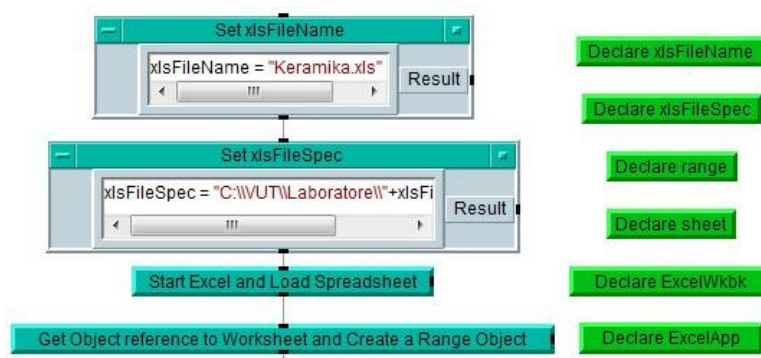 Set xlsFileName
xlsFileName = "Keramika.xls"
Result
Set xlsFileSpec
xlsFileSpec = "C:\\VUT\\Laboratore\\"+xlsFi
Result
Start Excel and Load Spreadsheet
Get Object reference to Worksheet and Create a Range Object
Declare xlsFileName
Declare xlsFileSpec
Declare range
Declare sheet
Declare ExcelWkbk
Declare ExcelApp